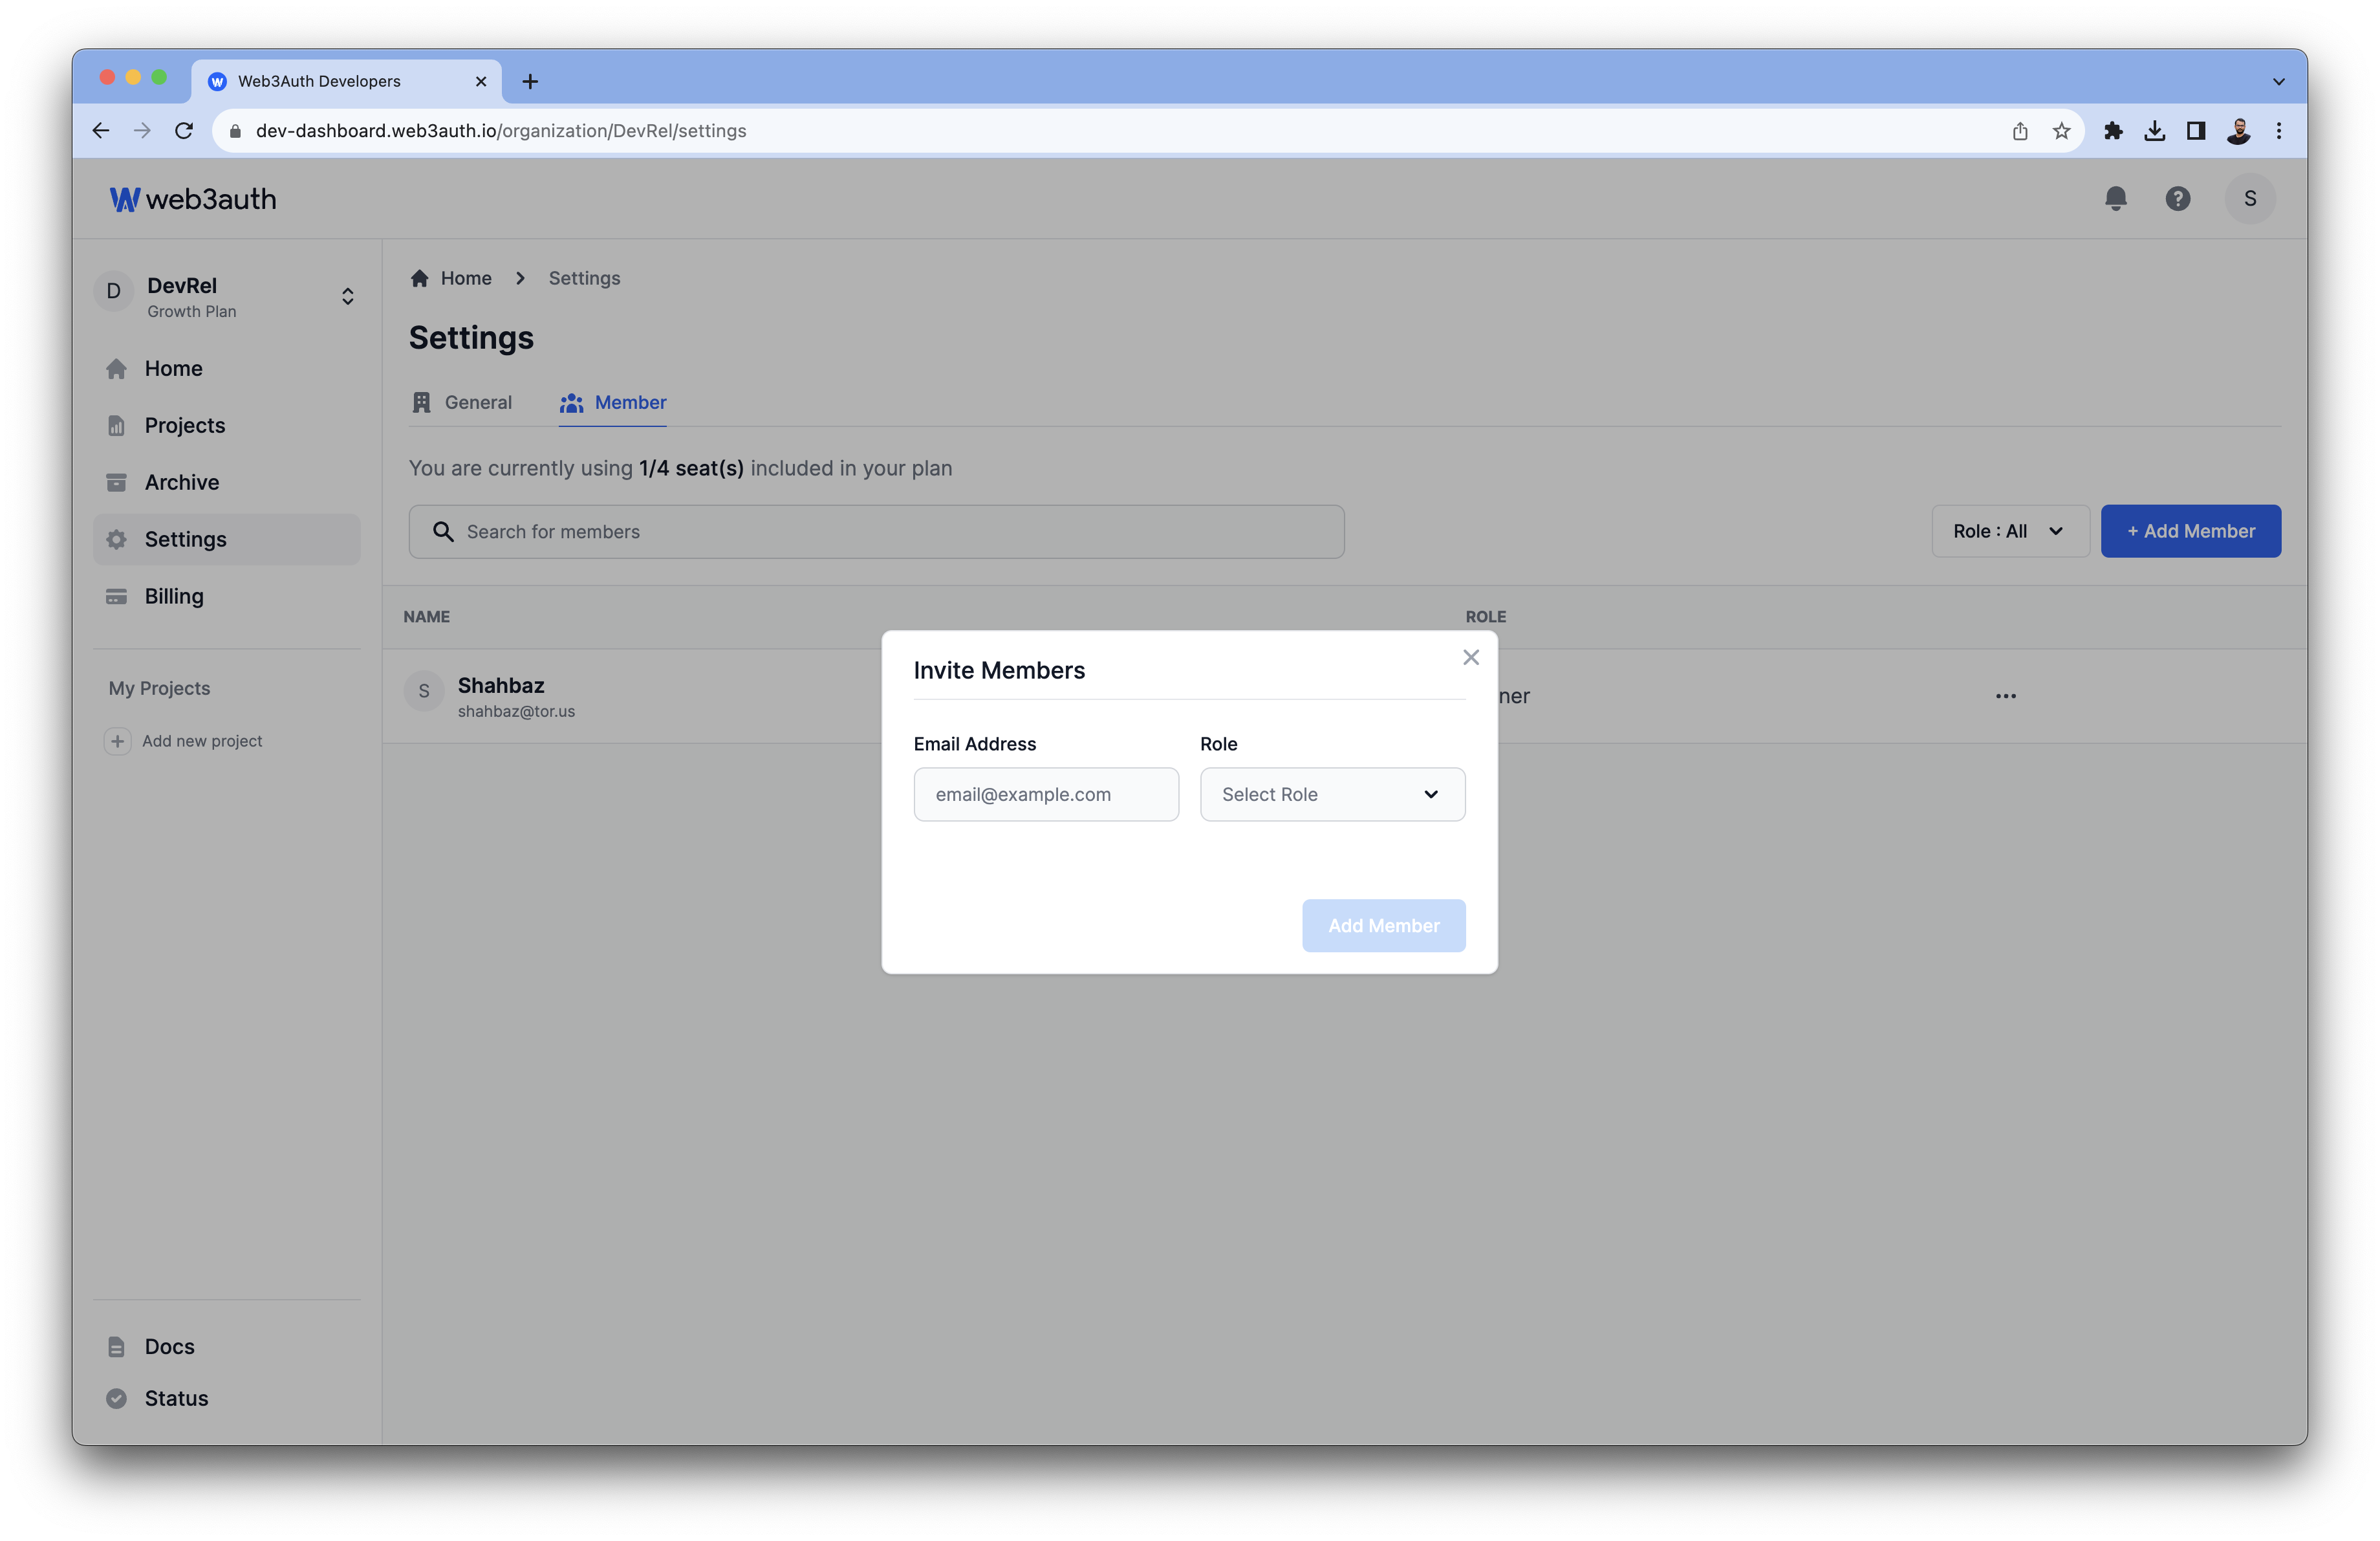 Web3Auth Developers
dev-dashboard.web3auth.io/organization/DevRel/settings
web3auth
S
D
DevRel
Growth Plan
Home
Projects
Archive
Settings
Billing
My Projects
Add new project
Docs
Status
Home
Settings
Settings
General
Member
You are currently using 1/4 seat(s) included in your plan
Search for members
Role : All
+ Add Member
NAME
ROLE
S
Shahbaz
shahbaz@tor.us
ner
Invite Members
Email Address
Role
email@example.com
Select Role
Add Member